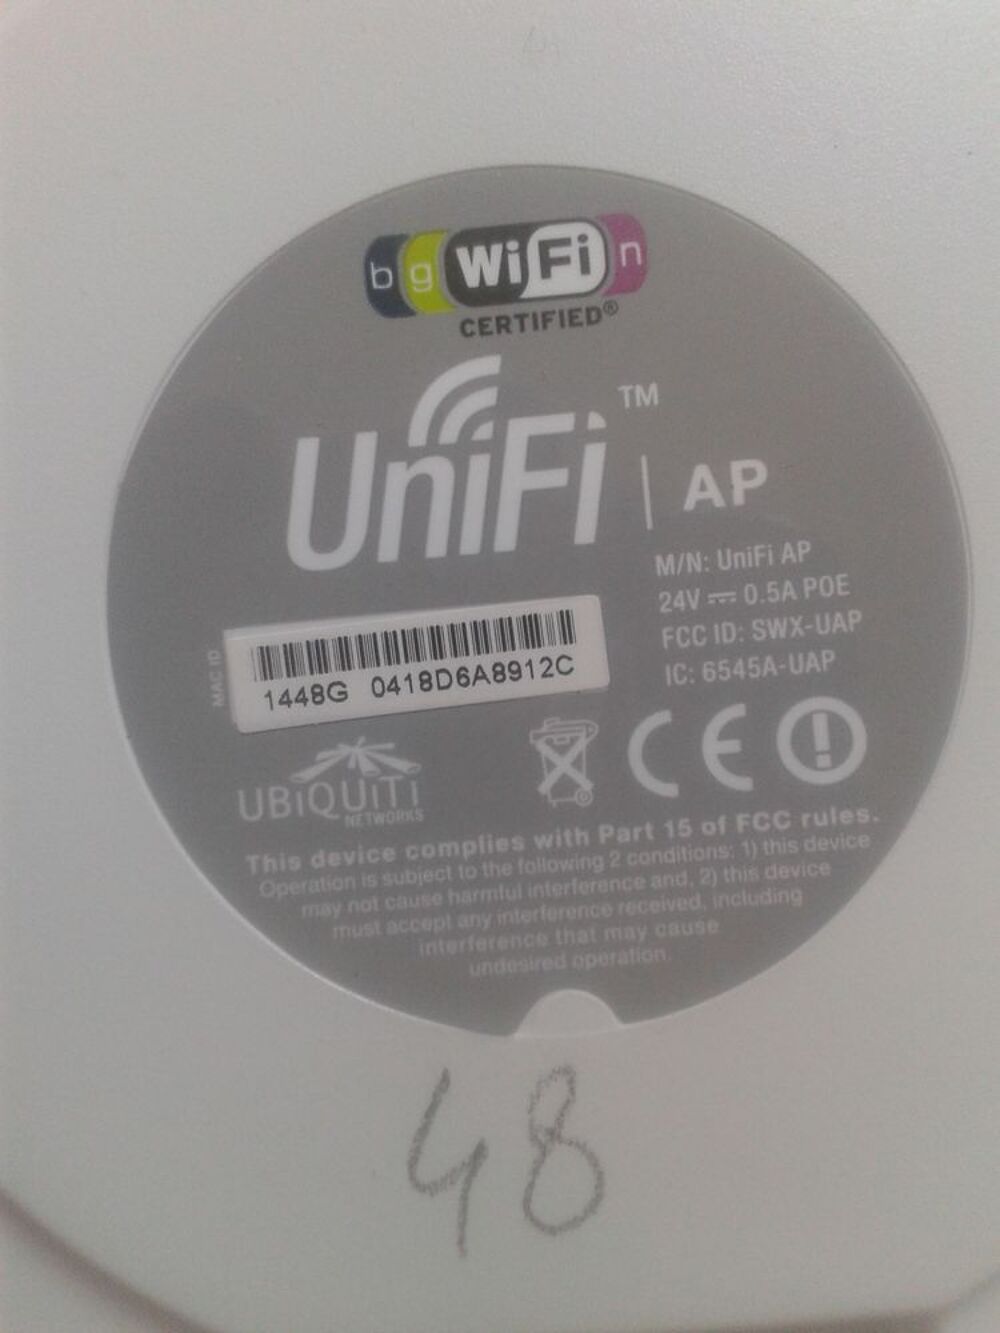 b g WiFi n
CERTIFIED®
UniFi™ | AP
M/N: UniFi AP
24V ⎓ 0.5A POE
FCC ID: SWX-UAP
IC: 6545A-UAP
MAC ID
1448G 0418D6A8912C
UBiQUiTi
NETWORKS
CE
This device complies with Part 15 of FCC rules.
Operation is subject to the following 2 conditions: 1) this device
may not cause harmful interference and, 2) this device
must accept any interference received, including
interference that may cause
undesired operation.
48